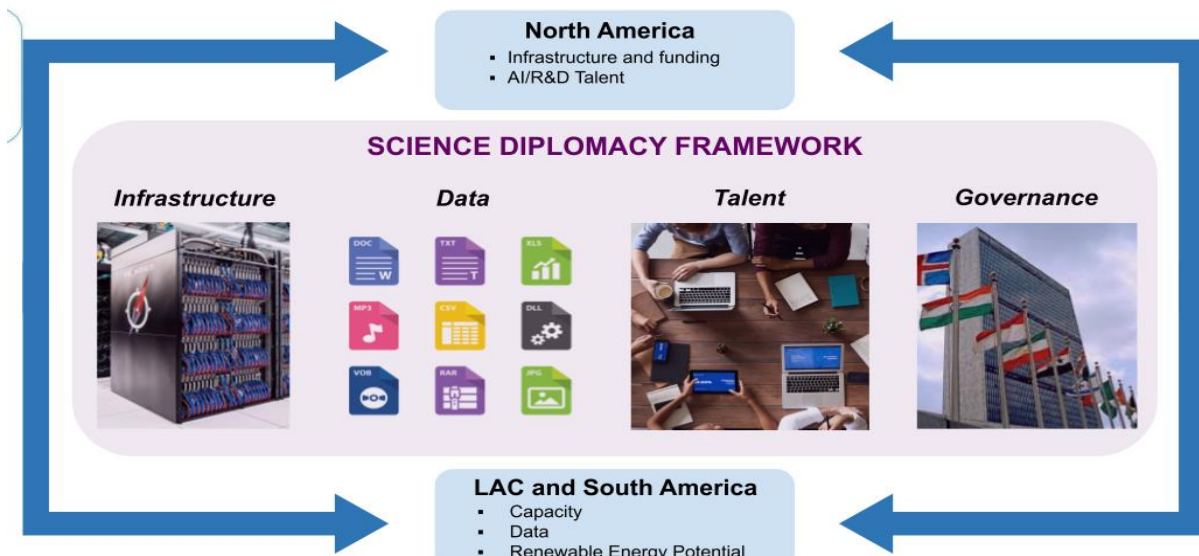 North America
▪ Infrastructure and funding
▪ AI/R&D Talent
SCIENCE DIPLOMACY FRAMEWORK
Infrastructure
Data
Talent
Governance
DOC
W
TXT
T
XLS
MP3
CSV
DLL
VOB
RAR
JPG
LAC and South America
▪ Capacity
▪ Data
▪ Renewable Energy Potential